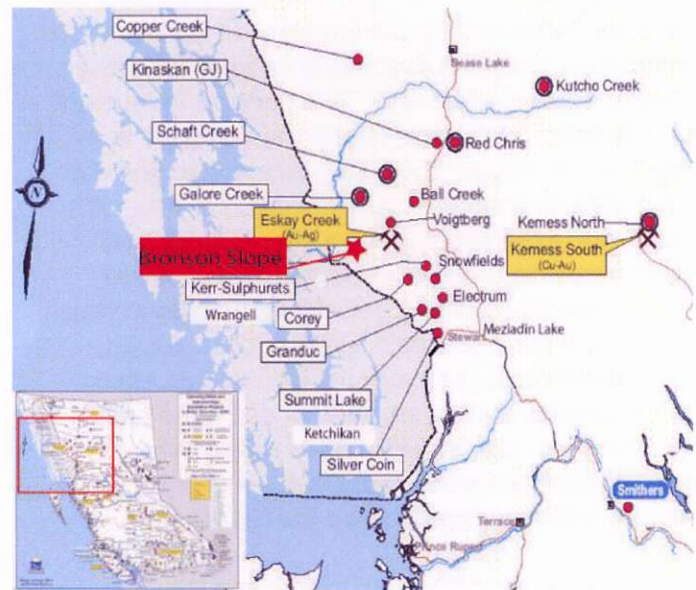 Copper Creek
Dease Lake
Kinaskan (GJ)
Kutcho Creek
Schaft Creek
Red Chris
Galore Creek
Ball Creek
Eskay Creek
(Au-Ag)
Voigtberg
Kemess North
Bronson Slope
Kemess South
(Cu-Au)
Snowfields
Kerr-Sulphurets
Electrum
Wrangell
Corey
Stewart
Meziadin Lake
Granduc
Summit Lake
Ketchikan
Silver Coin
Smithers
Terrace
Prince Rupert
N